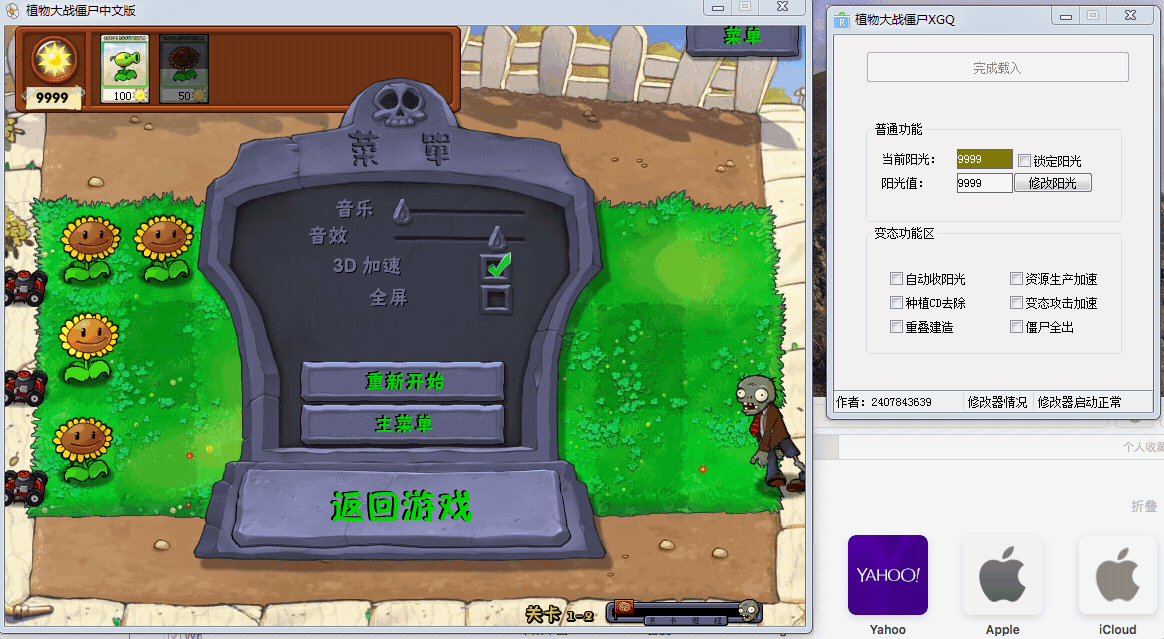 植物大战僵尸中文版
9999
100
50
菜单
菜單
音乐
音效
3D 加速
全屏
重新开始
主菜单
返回游戏
关卡 1-2
植物大战僵尸XGQ
完成载入
普通功能
当前阳光:
9999
锁定阳光
阳光值:
9999
修改阳光
变态功能区
自动收阳光
资源生产加速
种植CD去除
变态攻击加速
重叠建造
僵尸全出
作者: 2407843639
修改器情况
修改器启动正常
个人收藏
折叠
YAHOO!
Yahoo
Apple
iCloud